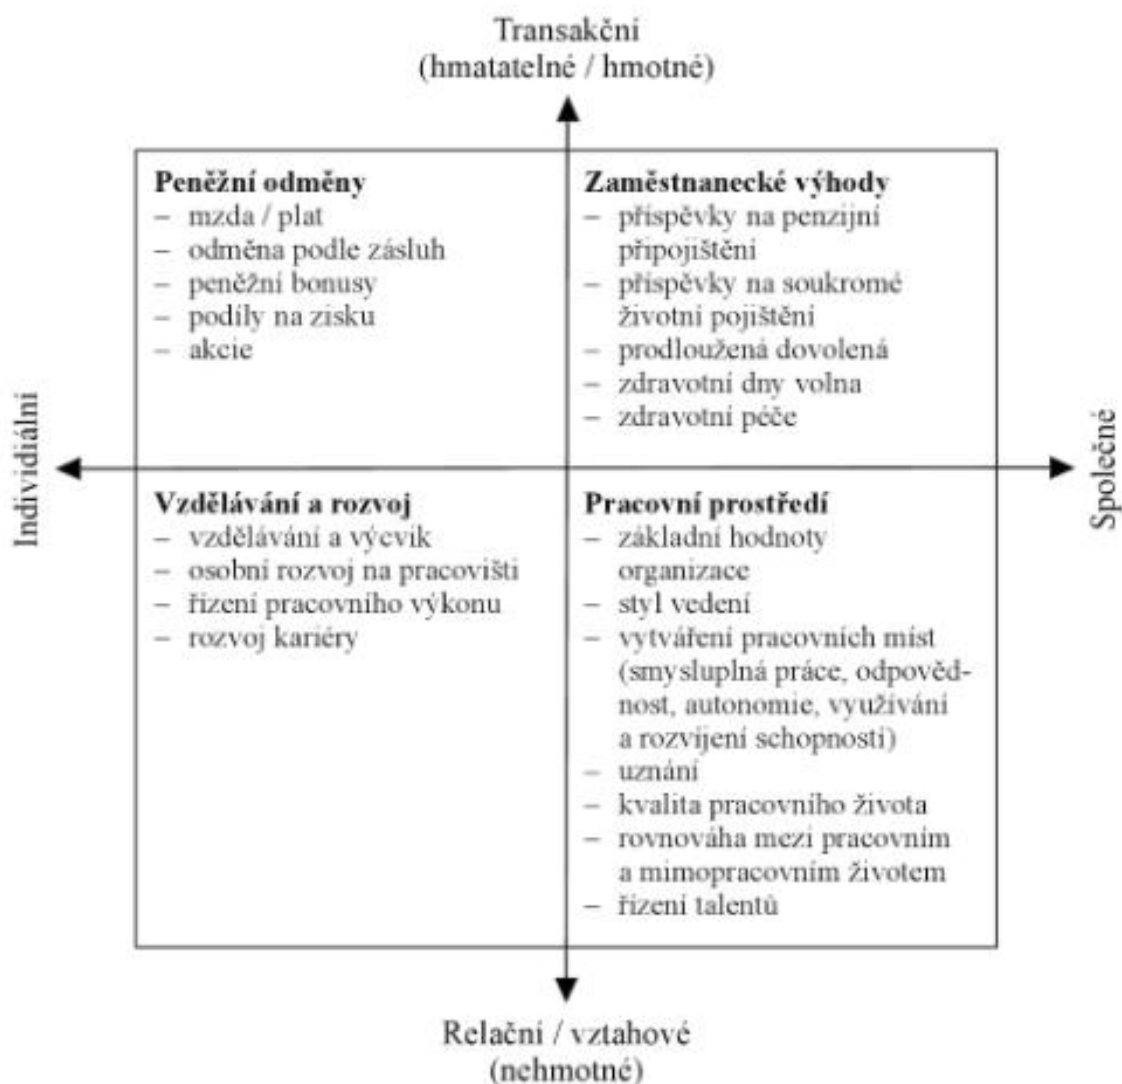 Transakční
(hmatatelné / hmotné)
Peněžní odměny
– mzda / plat
– odměna podle zásluh
– peněžní bonusy
– podíly na zisku
– akcie
Zaměstnanecké výhody
– příspěvky na penzijní
připojištění
– příspěvky na soukromé
životní pojištění
– prodloužená dovolená
– zdravotní dny volna
– zdravotní péče
Individiální
Společné
Vzdělávání a rozvoj
– vzdělávání a výcvik
– osobní rozvoj na pracovišti
– řízení pracovního výkonu
– rozvoj kariéry
Pracovní prostředí
– základní hodnoty
organizace
– styl vedení
– vytváření pracovních míst
(smysluplná práce, odpověd-
nost, autonomie, využívání
a rozvíjení schopností)
– uznání
– kvalita pracovního života
– rovnováha mezi pracovním
a mimopracovním životem
– řízení talentů
Relační / vztahové
(nehmotné)